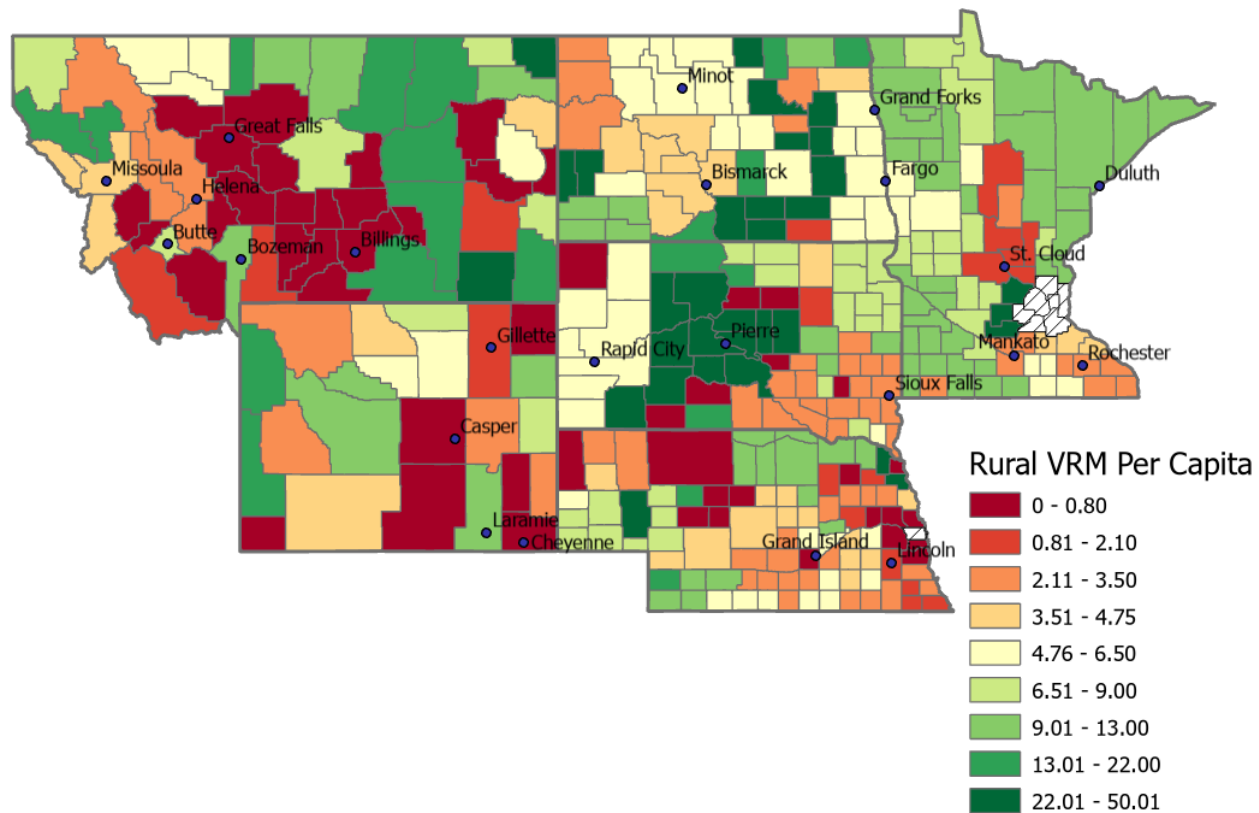 Minot
Grand Forks
Great Falls
Missoula
Helena
Bismarck
Fargo
Duluth
Butte
Bozeman
Billings
St. Cloud
Gillette
Rapid City
Pierre
Mankato
Rochester
Sioux Falls
Casper
Laramie
Cheyenne
Grand Island
Lincoln
Rural VRM Per Capita
0 - 0.80
0.81 - 2.10
2.11 - 3.50
3.51 - 4.75
4.76 - 6.50
6.51 - 9.00
9.01 - 13.00
13.01 - 22.00
22.01 - 50.01